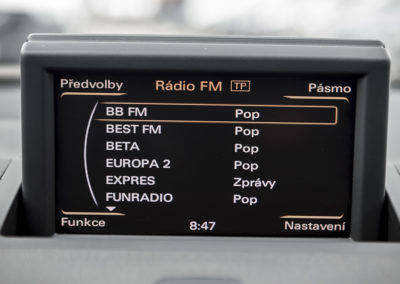 Předvolby Rádio FM TP Pásmo
BB FM Pop
BEST FM Pop
BETA Pop
EUROPA 2 Pop
EXPRES Zprávy
FUNRADIO Pop
Funkce 8:47 Nastavení